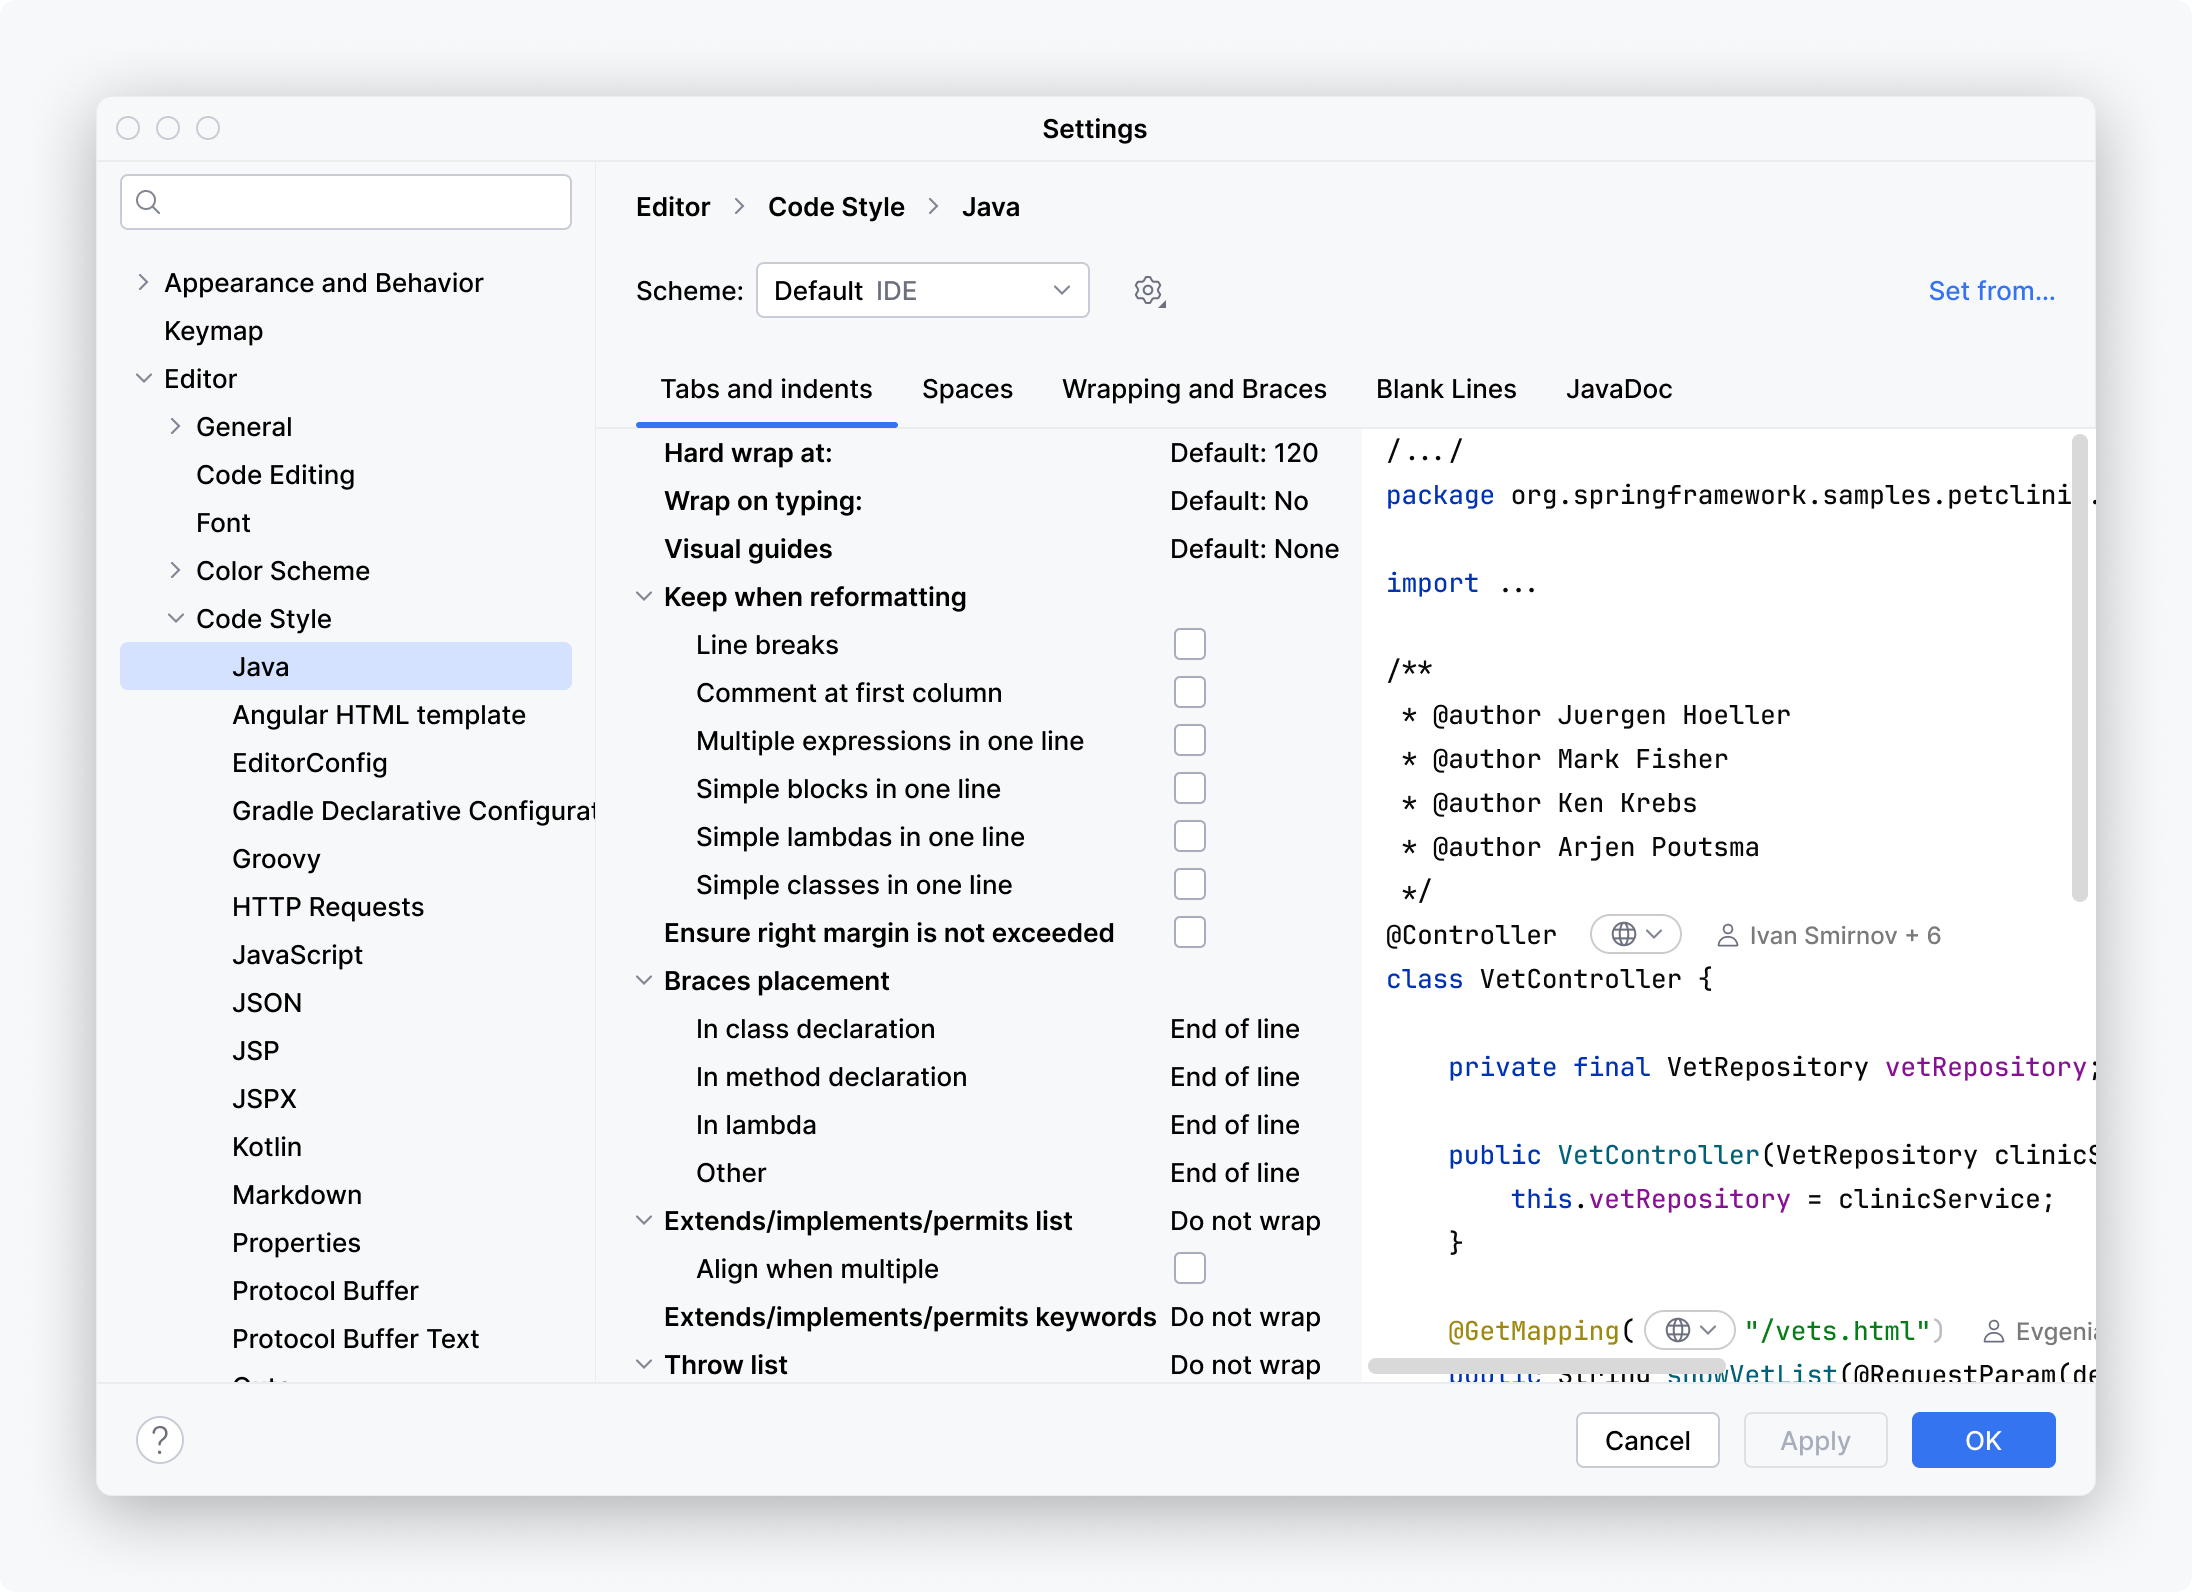 Settings
Appearance and Behavior
Keymap
Editor
General
Code Editing
Font
Color Scheme
Code Style
Java
Angular HTML template
EditorConfig
Gradle Declarative
Groovy
HTTP Requests
JavaScript
JSON
JSP
JSPX
Kotlin
Markdown
Properties
Protocol Buffer
Protocol Buffer Text
Editor > Code Style > Java
Scheme: Default IDE
Set from...
Tabs and indents Spaces Wrapping and Braces Blank Lines JavaDoc
Hard wrap at: Default: 120
Wrap on typing: Default: No
Visual guides Default: None
Keep when reformatting
Line breaks
Comment at first column
Multiple expressions in one line
Simple blocks in one line
Simple lambdas in one line
Simple classes in one line
Ensure right margin is not exceeded
Braces placement
In class declaration End of line
In method declaration End of line
In lambda End of line
Other End of line
Extends/implements/permits list Do not wrap
Align when multiple
Extends/implements/permits keywords Do not wrap
Throw list Do not wrap
/.../
package org.springframework.samples.petclini
import ...
/**
* @author Juergen Hoeller
* @author Mark Fisher
* @author Ken Krebs
* @author Arjen Poutsma
*/
@Controller Ivan Smirnov + 6
class VetController {
private final VetRepository vetRepository;
public VetController(VetRepository
this.vetRepository = clinicService;
}
@GetMapping( "/vets.html")
public String showVetList(@RequestParam(
?
Cancel
Apply
OK